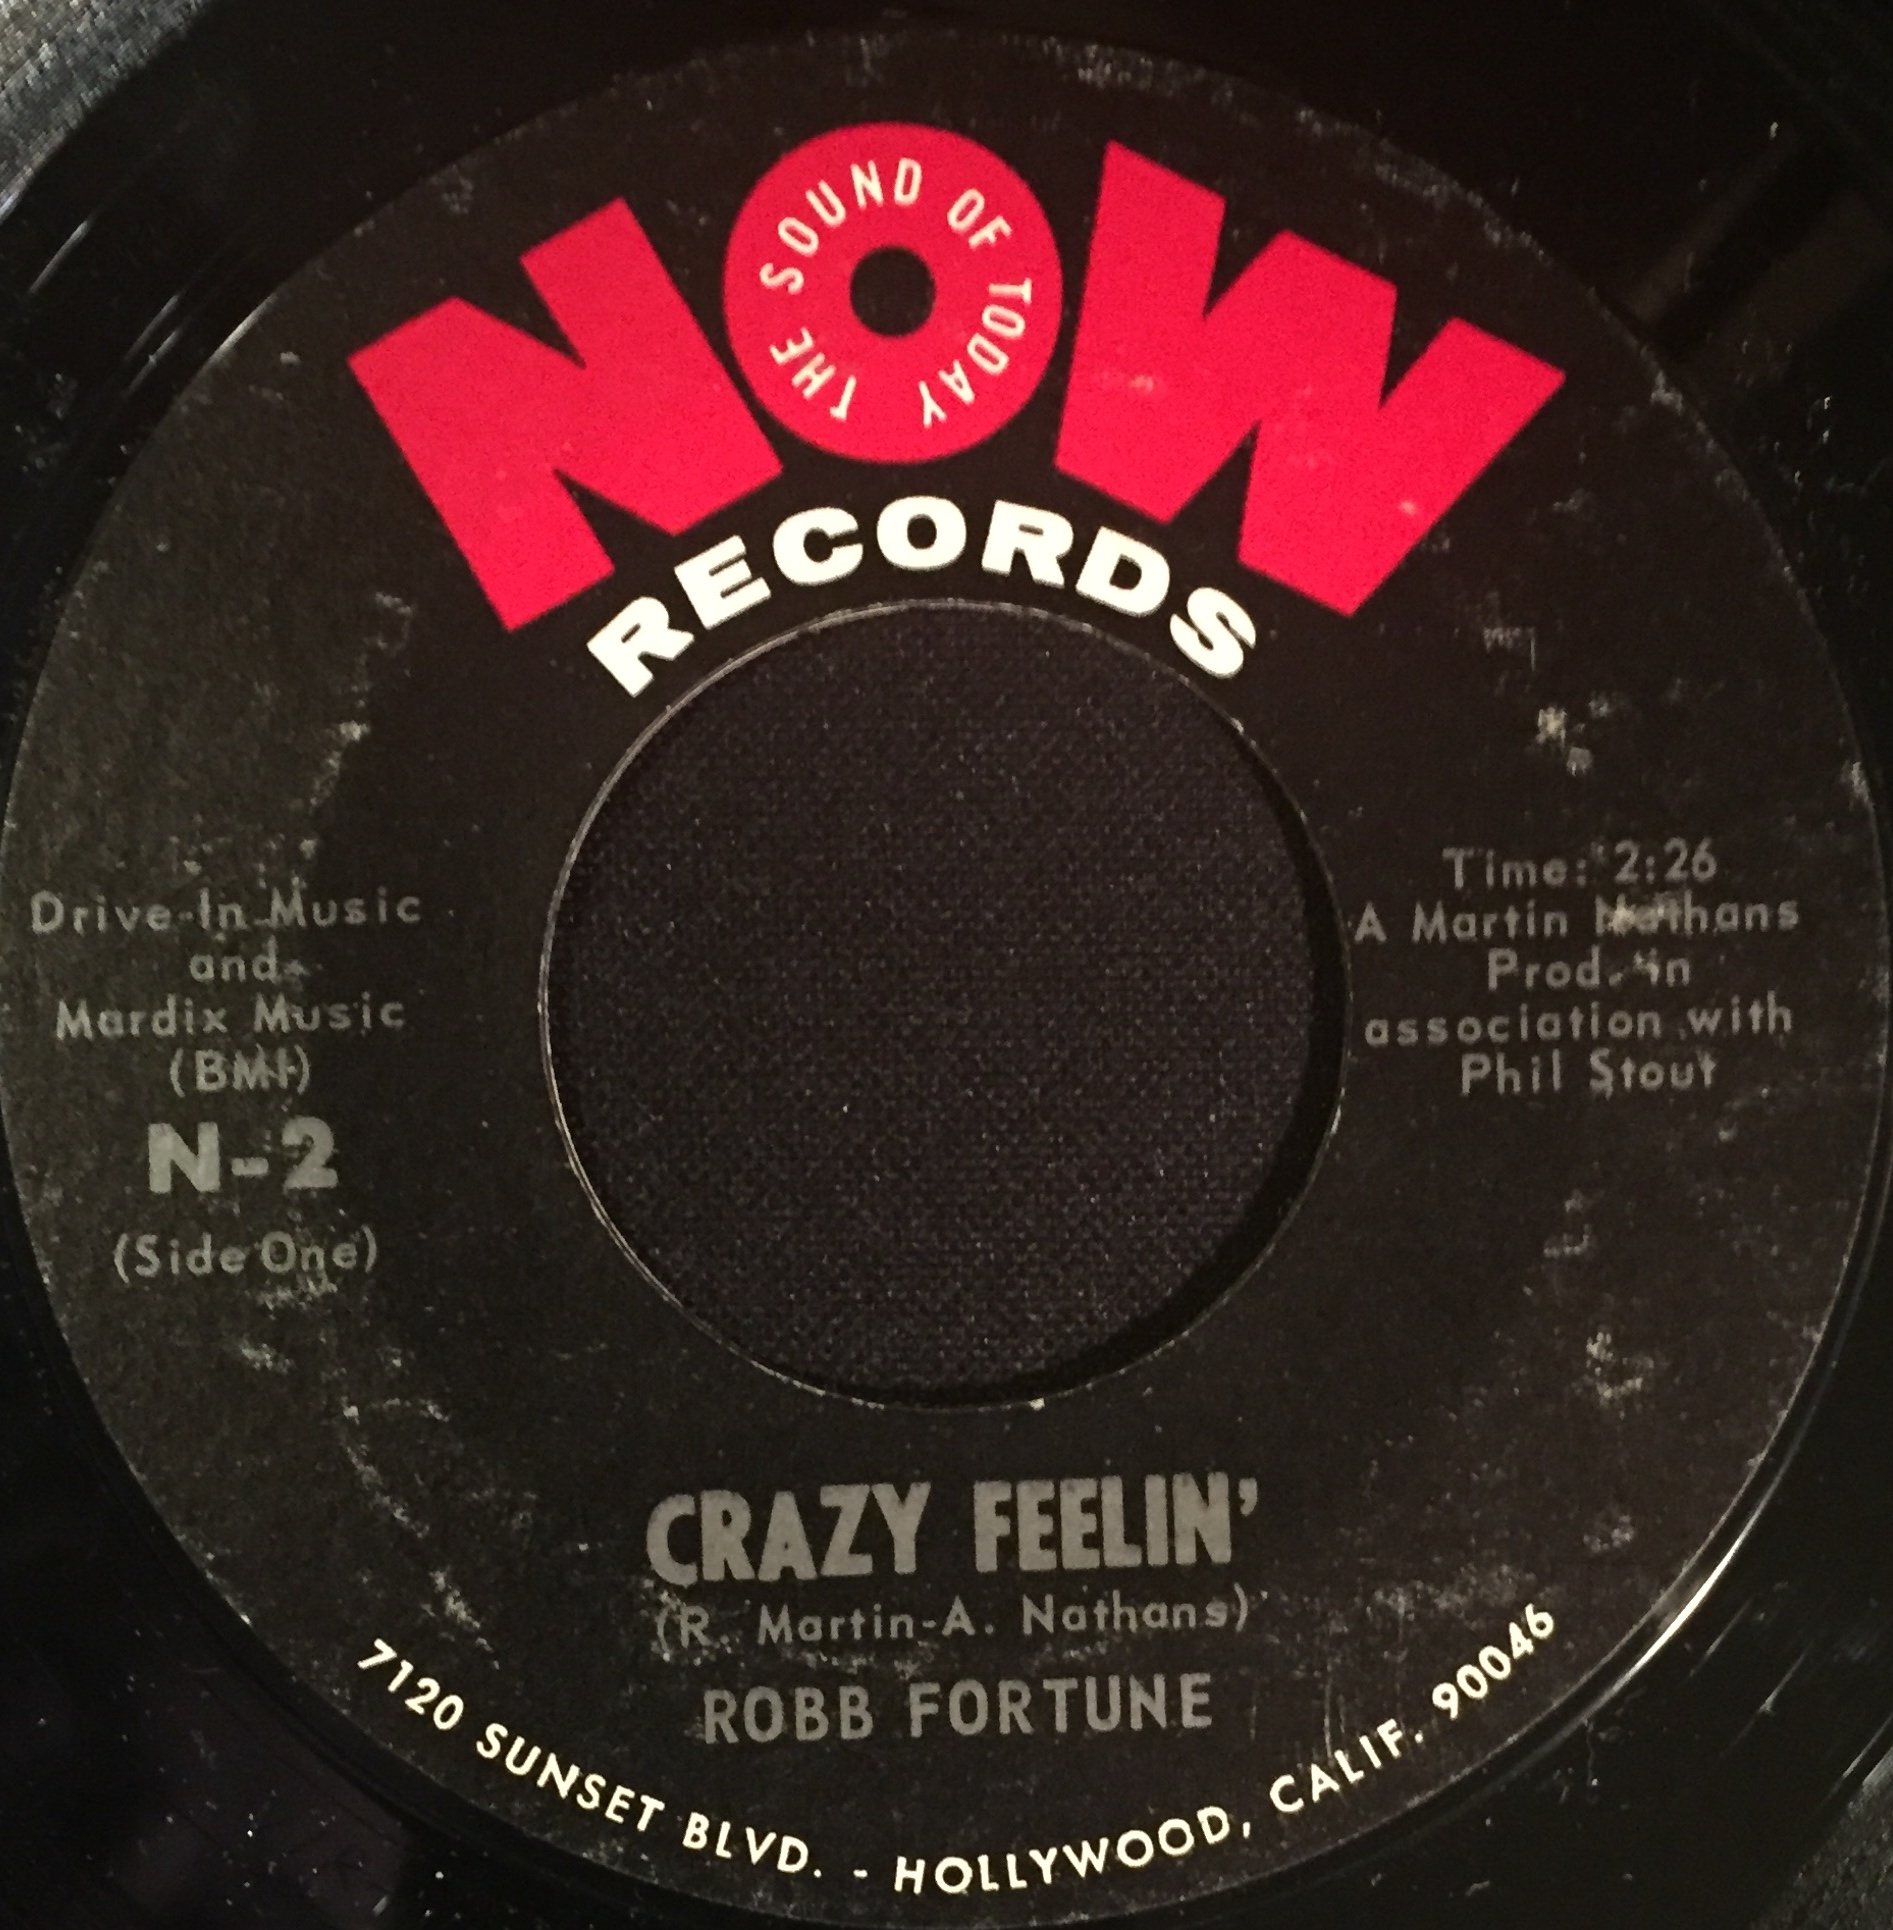 NOW
THE SOUND OF TODAY
RECORDS
Drive-In Music
and
Mardix Music
(BMI)
N-2
(Side One)
Time: 2:26
A Martin Nathans
Prod. in
association with
Phil Stout
CRAZY FEELIN'
(R. Martin-A. Nathans)
ROBB FORTUNE
7120 SUNSET BLVD. - HOLLYWOOD, CALIF. 90046